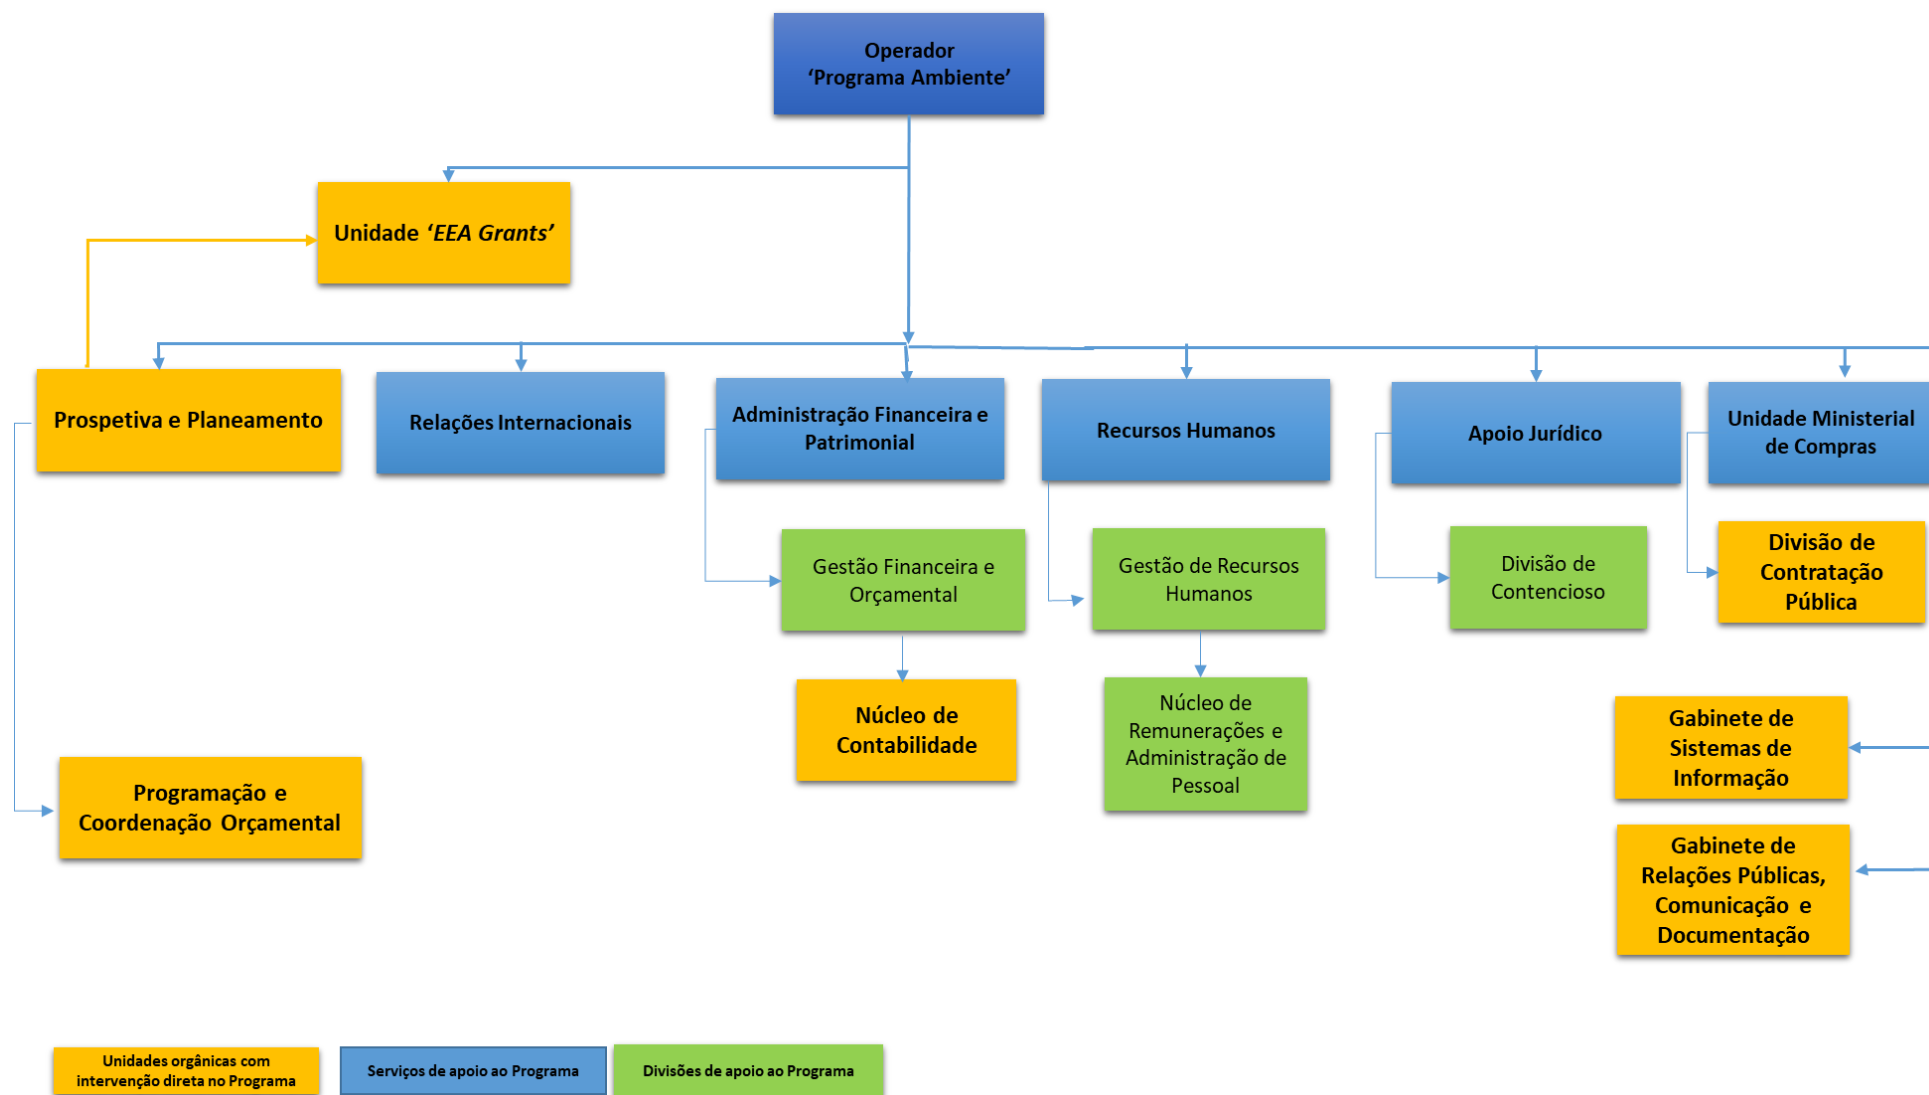 Operador
‘Programa Ambiente’
Unidade ‘EEA Grants’
Prospetiva e Planeamento
Relações Internacionais
Administração Financeira e
Patrimonial
Recursos Humanos
Apoio Jurídico
Unidade Ministerial
de Compras
Gestão Financeira e
Orçamental
Gestão de Recursos
Humanos
Divisão de
Contencioso
Divisão de
Contratação
Pública
Núcleo de
Contabilidade
Núcleo de
Remunerações e
Administração de
Pessoal
Gabinete de
Sistemas de
Informação
Programação e
Coordenação Orçamental
Gabinete de
Relações Públicas,
Comunicação e
Documentação
Unidades orgânicas com
intervenção direta no Programa
Serviços de apoio ao Programa
Divisões de apoio ao Programa